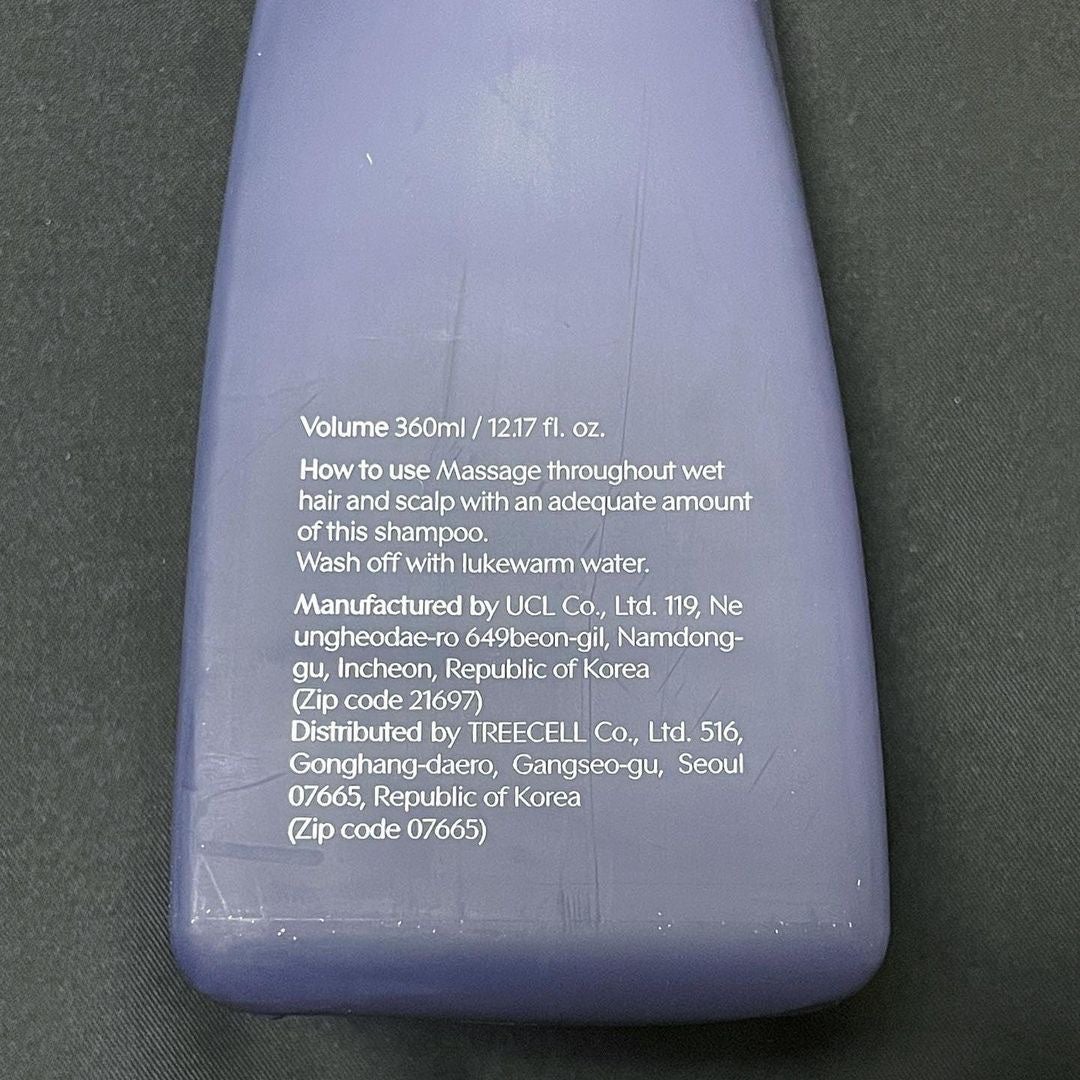 Volume 360ml / 12.17 fl. oz.
How to use Massage throughout wet
hair and scalp with an adequate amount
of this shampoo.
Wash off with lukewarm water.
Manufactured by UCL Co., Ltd. 119, Ne
ungheodae-ro 649beon-gil, Namdong-
gu, Incheon, Republic of Korea
(Zip code 21697)
Distributed by TREECELL Co., Ltd. 516,
Gonghang-daero, Gangseo-gu, Seoul
07665, Republic of Korea
(Zip code 07665)